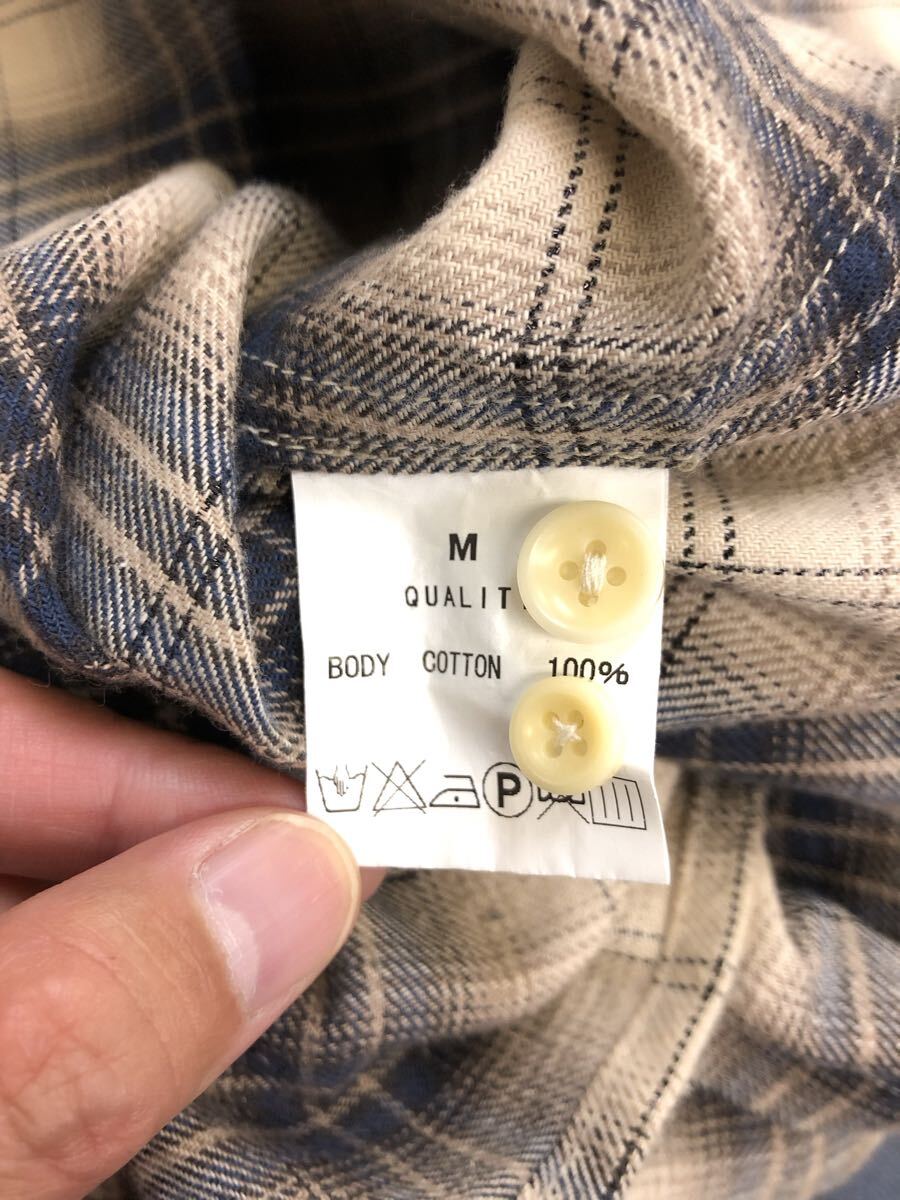 M
QUALIT
BODY COTTON 100%
P